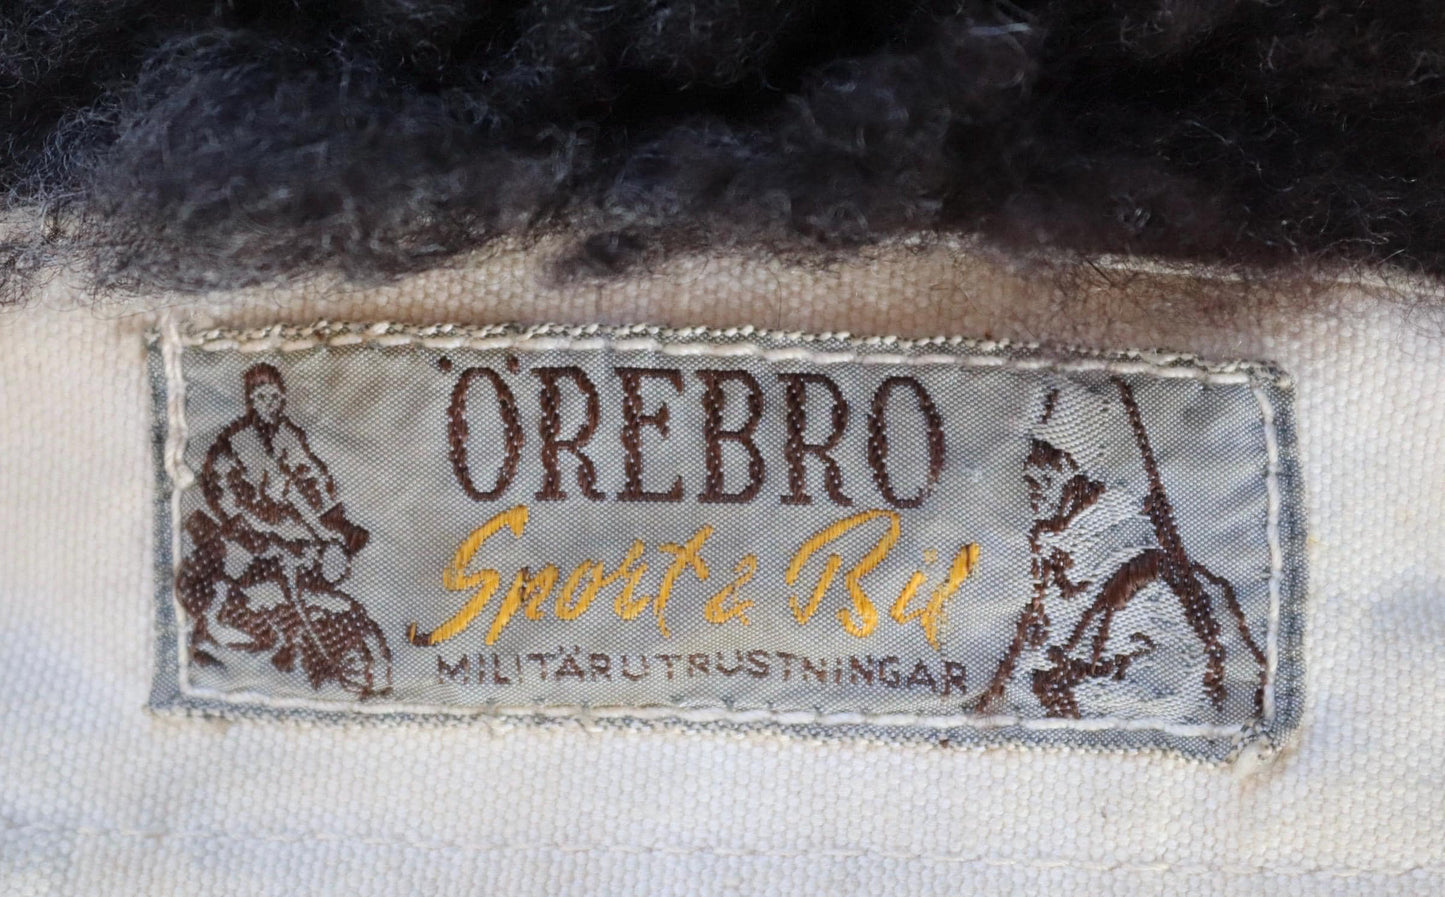 ÖREBRO
Sport & Bil
MILITÄRUTRUSTNINGAR